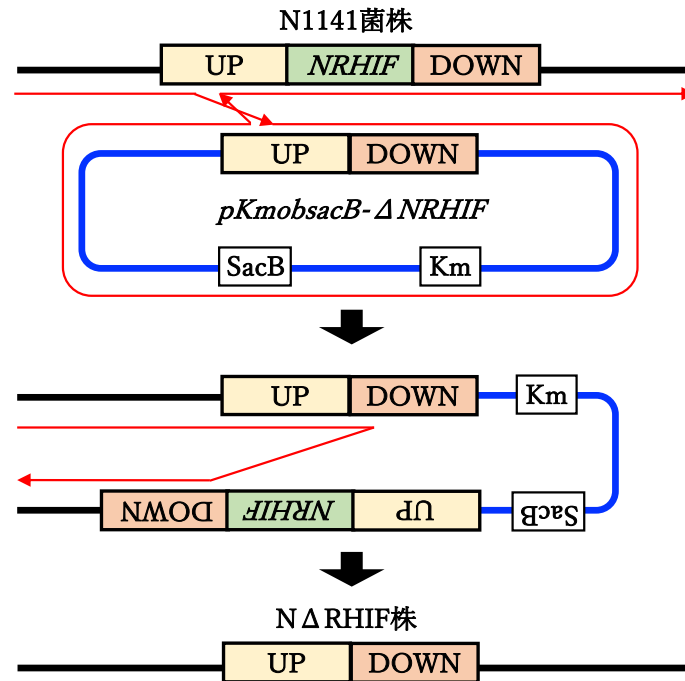 N1141菌株
UP NRHIF DOWN
UP DOWN
pKmobsacB-ΔNRHIF
SacB Km
UP DOWN Km
DOWN NRHIF UP SacB
NΔRHIF株
UP DOWN